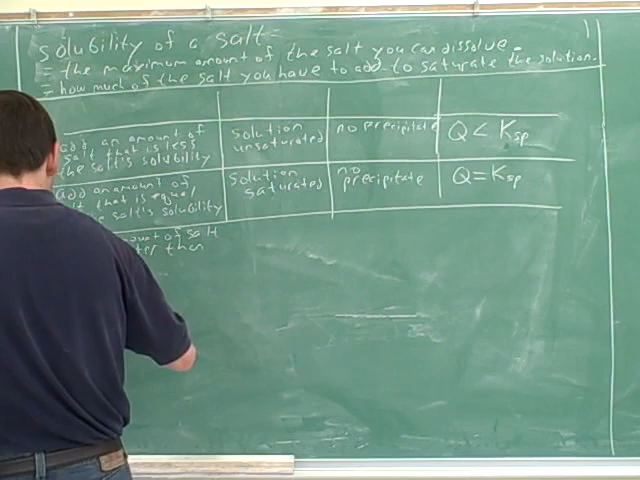 solubility of a salt =
= the maximum amount of the salt you can dissolve.
= how much of the salt you have to add to saturate the solution.
add an amount of
salt that is less
the salt's solubility
solution
unsaturated
no precipitate
Q < Ksp
add an amount of
that is equal
salt's solubility
solution
saturated
no
precipitate
Q = Ksp
of salt
than